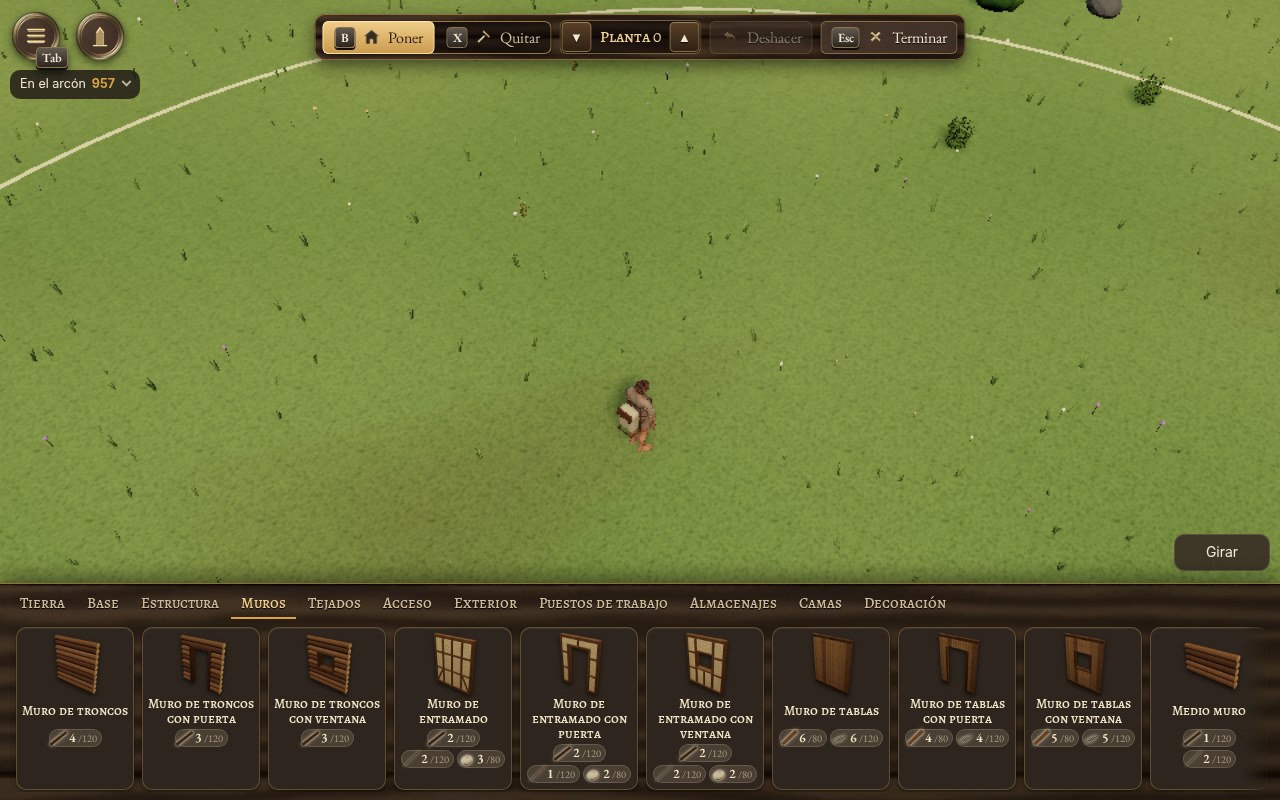 B Poner X Quitar ▼ Planta 0 ▲ Deshacer Esc Terminar
Tab
En el arcón 957
Girar
Tierra Base Estructura Muros Tejados Acceso Exterior Puestos de trabajo Almacenajes Camas Decoración
Muro de troncos
4 /120
Muro de troncos
con puerta
3 /120
Muro de troncos
con ventana
3 /120
Muro de
entramado
2 /120
2 /120 3 /80
Muro de
entramado con
puerta
2 /120
1 /120 2 /80
Muro de
entramado con
ventana
2 /120
2 /120 2 /80
Muro de tablas
6 /80 6 /120
Muro de tablas
con puerta
4 /80 4 /120
Muro de tablas
con ventana
5 /80 5 /120
Medio muro
1 /120
2 /120